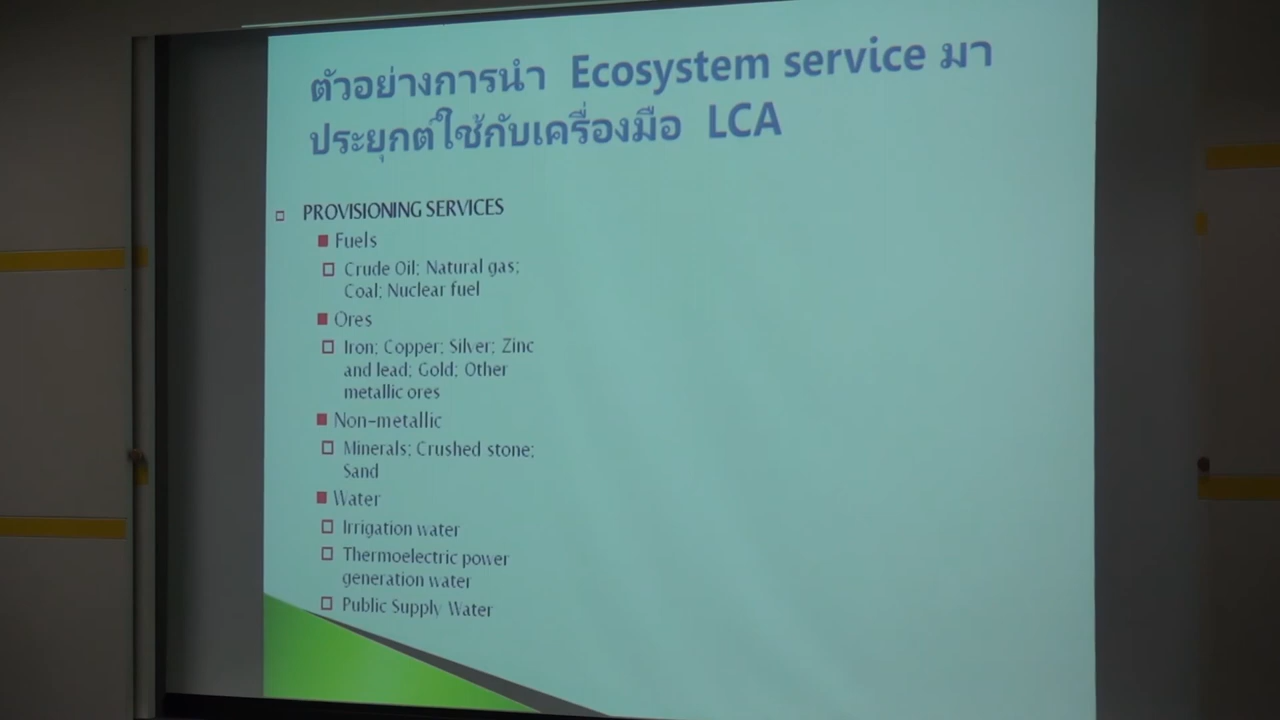 ตัวอย่างการนำ Ecosystem service มา
ประยุกต์ใช้กับเครื่องมือ LCA
PROVISIONING SERVICES
Fuels
Crude Oil; Natural gas;
Coal; Nuclear fuel
Ores
Iron; Copper; Silver; Zinc
and lead; Gold; Other
metallic ores
Non-metallic
Minerals; Crushed stone;
Sand
Water
Irrigation water
Thermoelectric power
generation water
Public Supply Water